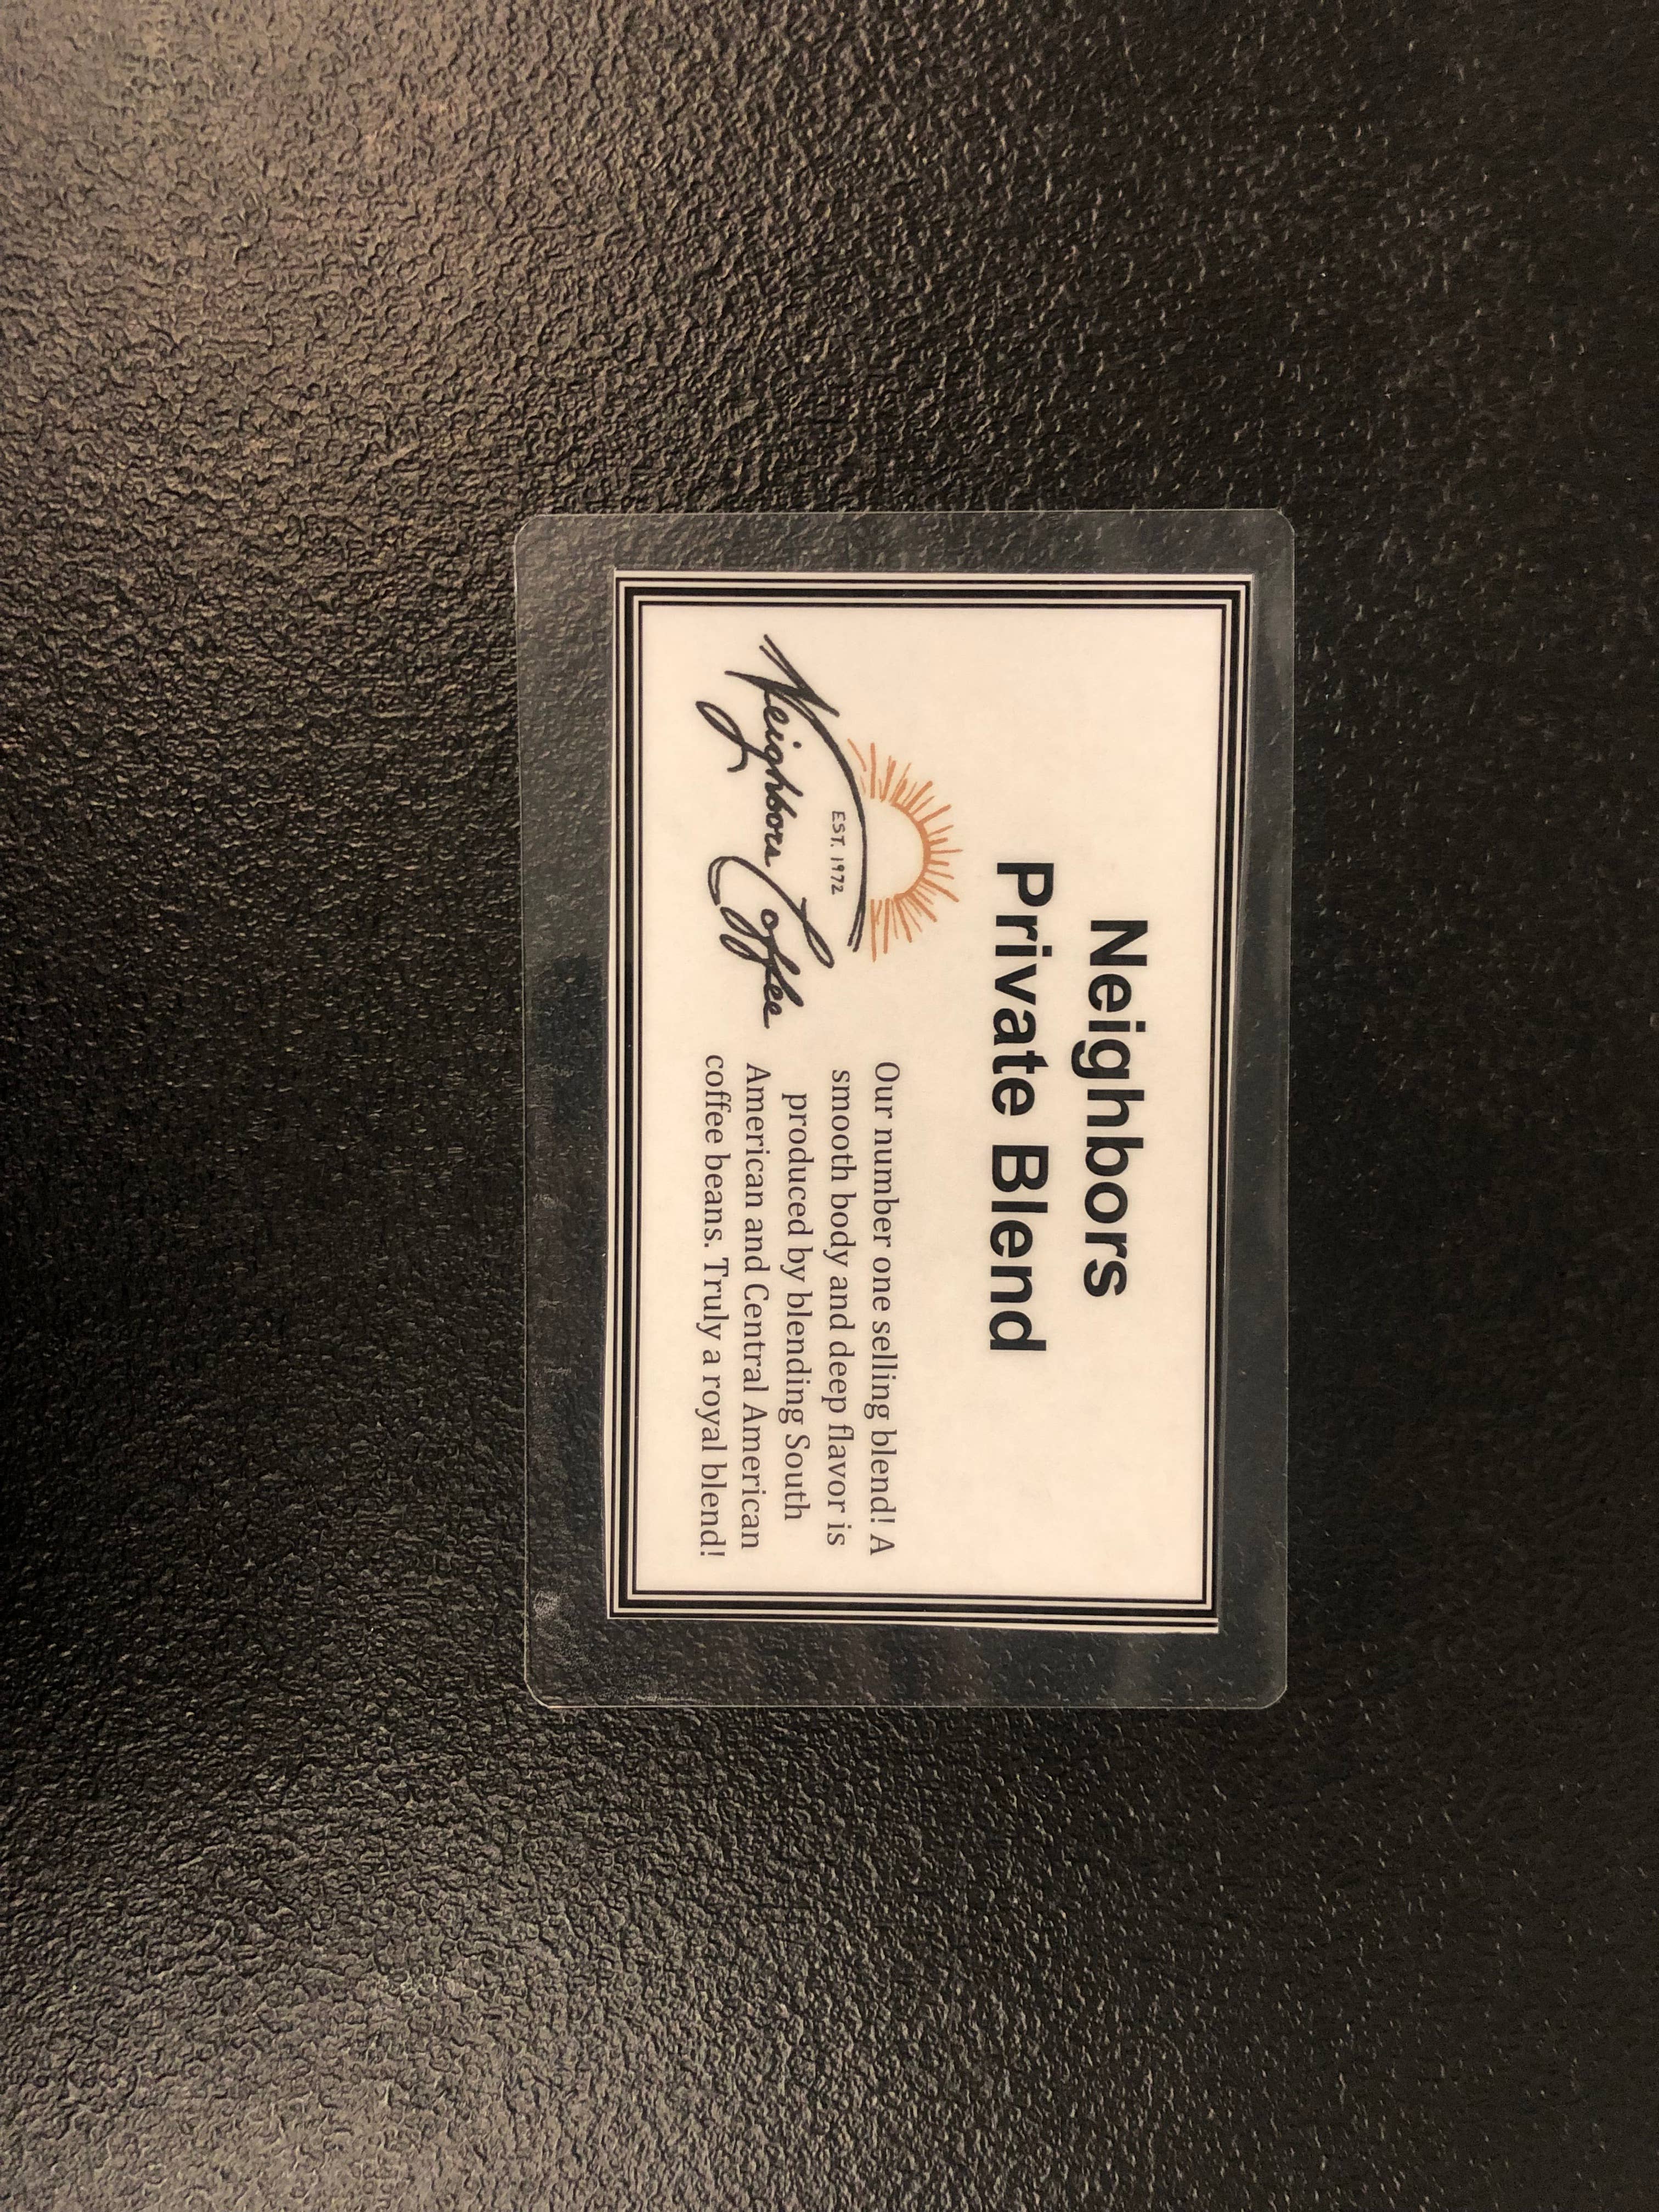 Neighbors
Private Blend
EST. 1972
Neighbors Coffee
Our number one selling blend! A
smooth body and deep flavor is
produced by blending South
American and Central American
coffee beans. Truly a royal blend!